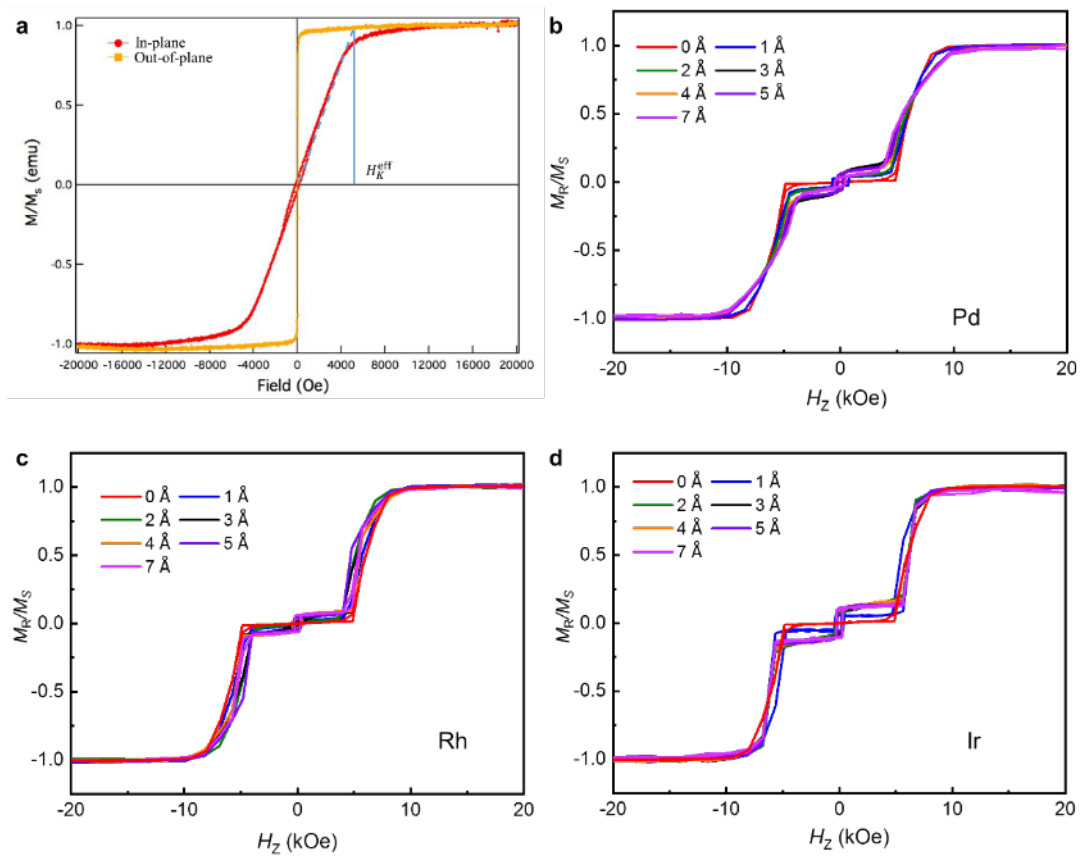 a
In-plane
Out-of-plane
M/Mₛ (emu)
1.0
0.5
0.0
-0.5
-1.0
H_K^eff
-20000 -16000 -12000 -8000 -4000 0 4000 8000 12000 16000 20000
Field (Oe)
b
0 Å 1 Å
2 Å 3 Å
4 Å 5 Å
7 Å
M_R/M_S
1.0
0.5
0.0
-0.5
-1.0
Pd
-20 -10 0 10 20
H_Z (kOe)
c
0 Å 1 Å
2 Å 3 Å
4 Å 5 Å
7 Å
M_R/M_S
1.0
0.5
0.0
-0.5
-1.0
Rh
-20 -10 0 10 20
H_Z (kOe)
d
0 Å 1 Å
2 Å 3 Å
4 Å 5 Å
7 Å
M_R/M_S
1.0
0.5
0.0
-0.5
-1.0
Ir
-20 -10 0 10 20
H_Z (kOe)